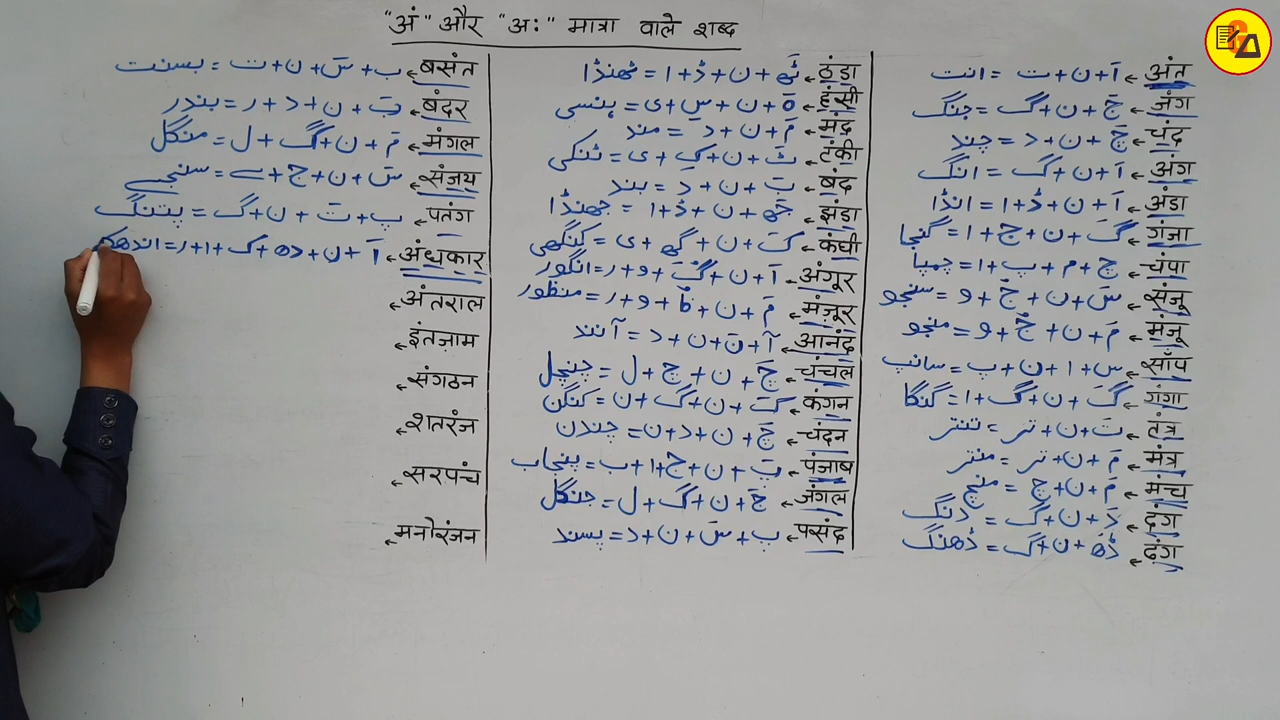 "अं" और "अः" मात्रा वाले शब्द
अंत ← اَ+ن+ت = انت
जंग ← جَ+ن+گ = جنگ
चंद ← چَ+ن+د = چند
अंग ← اَ+ن+گ = انگ
अंडा ← اَ+ن+ڈ+ا = انڈا
गंजा ← گَ+ن+ج+ا = گنجا
चंपा ← چَ+م+پ+ا = چمپا
संजू ← سَ+ن+جُ+و = سنجو
मंजू ← مَ+ن+جُ+و = منجو
साँप ← س+ا+ن+پ = سانپ
गंगा ← گَ+ن+گ+ا = گنگا
तंत्र ← تَ+ن+تر = تنتر
मंत्र ← مَ+ن+تر = منتر
मंच ← مَ+ن+چ = منچ
दंग ← دَ+ن+گ = دنگ
ढंग ← ڈھَ+ن+گ = ڈھنگ
ठंडा ← ٹھَ+ن+ڈ+ا = ٹھنڈا
हंसी ← ہَ+ن+سِ+ی = ہنسی
मंद ← مَ+ن+د = مند
टंकी ← ٹَ+ن+کِ+ی = ٹنکی
बंद ← بَ+ن+د = بند
झंडा ← جھَ+ن+ڈ+ا = جھنڈا
कंघी ← کَ+ن+گھِ+ی = کنگھی
अंगूर ← اَ+ن+گُ+و+ر = انگور
मंज़ूर ← مَ+ن+ظُ+و+ر = منظور
आनंद ← آ+نَ+ن+د = آنند
चंचल ← چَ+ن+چ+ل = چنچل
कंगन ← کَ+ن+گ+ن = کنگن
चंदन ← چَ+ن+د+ن = چندن
पंजाब ← پَ+ن+ج+ا+ب = پنجاب
जंगल ← جَ+ن+گ+ل = جنگل
पसंद ← پ+سَ+ن+د = پسند
बसंत ← ب+سَ+ن+ت = بسنت
बंदर ← بَ+ن+د+ر = بندر
मंगल ← مَ+ن+گ+ل = منگل
संजय ← سَ+ن+ج+ے = سنجے
पतंग ← پ+تَ+ن+گ = پتنگ
अंधकार ← اَ+ن+دھ+ک+ا+ر = اندھک
अंतराल ←
इंतज़ाम ←
संगठन ←
शतरंज ←
सरपंच ←
मनोरंजन ←